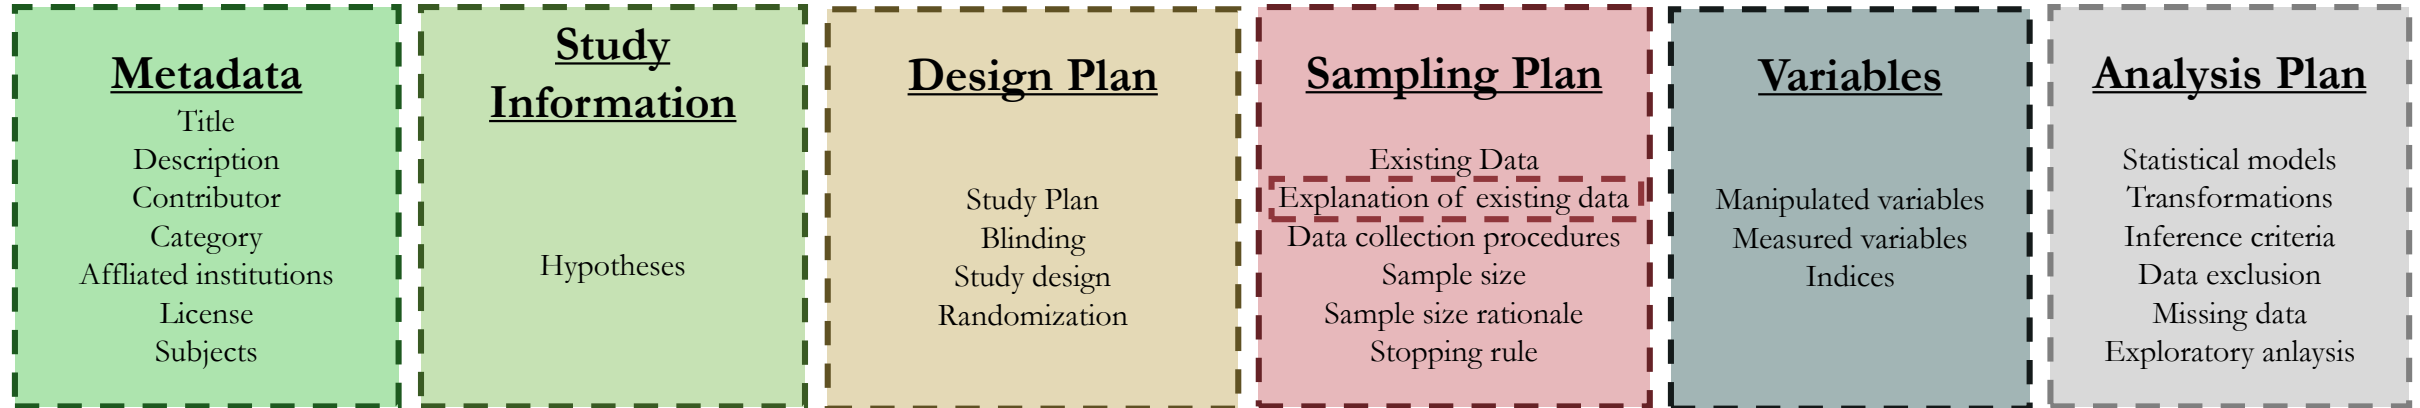 Metadata
Title
Description
Contributor
Category
Affliated institutions
License
Subjects
Study
Information
Hypotheses
Design Plan
Study Plan
Blinding
Study design
Randomization
Sampling Plan
Existing Data
Explanation of existing data
Data collection procedures
Sample size
Sample size rationale
Stopping rule
Variables
Manipulated variables
Measured variables
Indices
Analysis Plan
Statistical models
Transformations
Inference criteria
Data exclusion
Missing data
Exploratory anlaysis